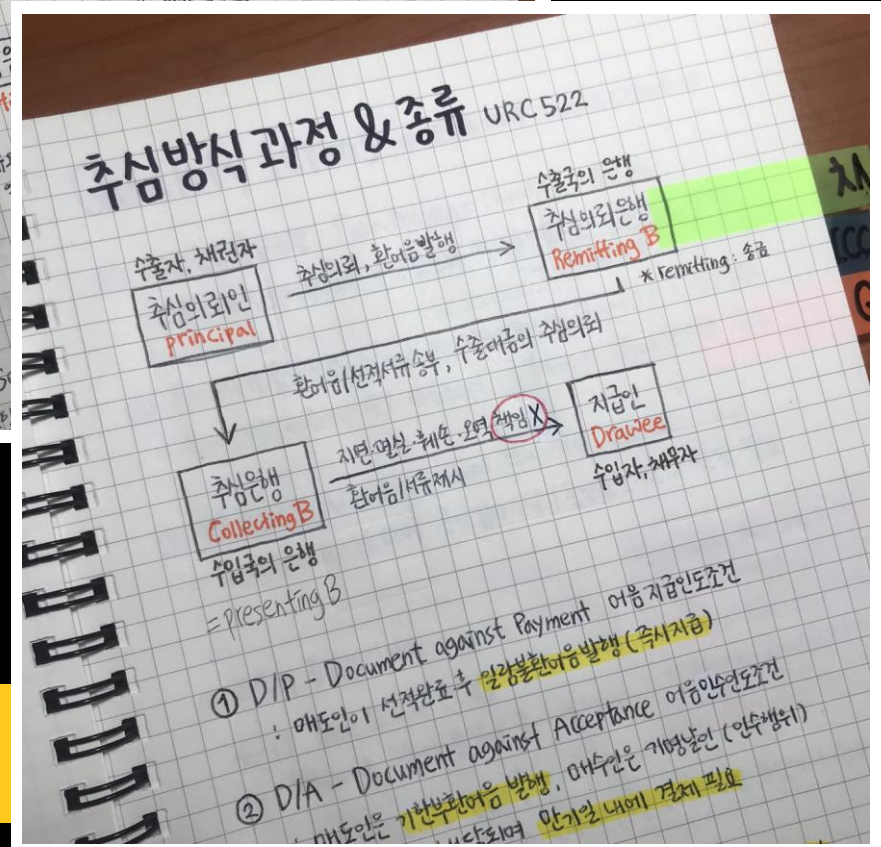 추심방식 과정 & 종류 URC 522
수출국의 은행
추심의뢰은행
Remitting B
* remitting : 송금
수출자, 채권자
추심의뢰인
principal
추심의뢰, 환어음발행
환어음/선적서류 송부, 수출대금의 추심의뢰
추심은행
Collecting B
수입국의 은행
= presenting B
지연·멸실·훼손·오역 책임 X
환어음/서류제시
지급인
Drawee
수입자, 채무자
① D/P - Document against Payment 어음지급인도조건
: 매도인이 선적완료 후 일람불환어음발행 (즉시지급)
② D/A - Document against Acceptance 어음인수인도조건
: 매도인은 기한부환어음 발행, 매수인은 기명날인 (인수행위)
만기일 내에 결제 필요